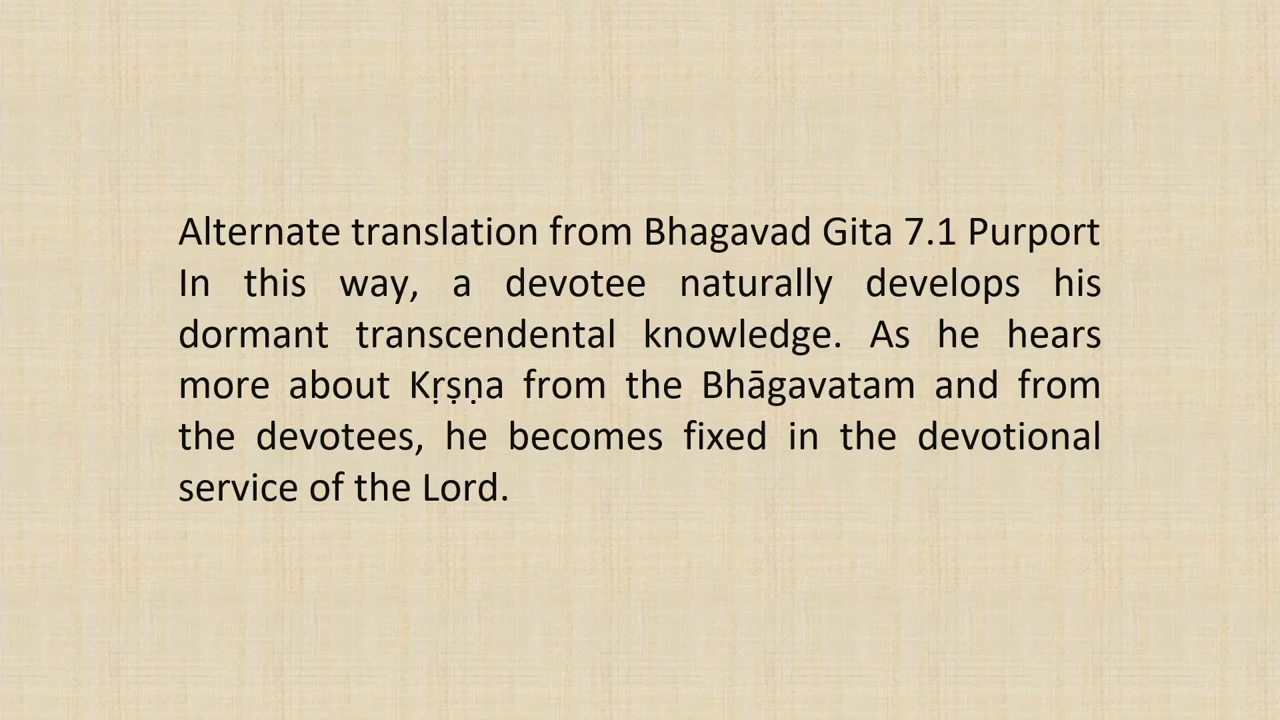 Alternate translation from Bhagavad Gita 7.1 Purport
In this way, a devotee naturally develops his
dormant transcendental knowledge. As he hears
more about Kṛṣṇa from the Bhāgavatam and from
the devotees, he becomes fixed in the devotional
service of the Lord.